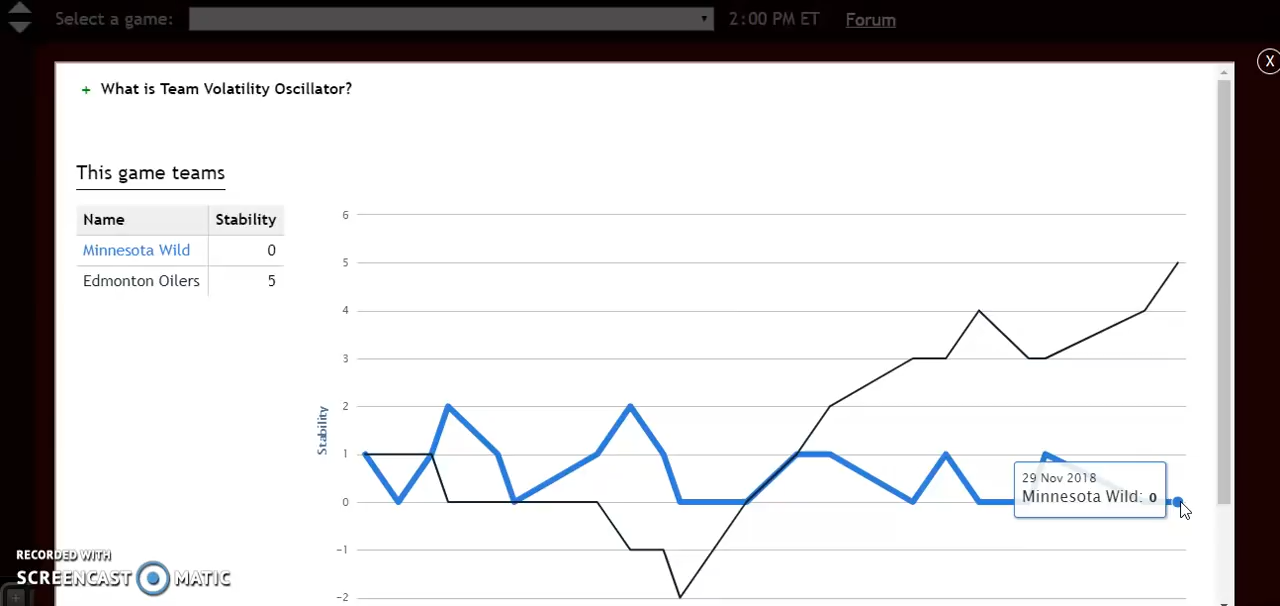 Select a game: 2:00 PM ET Forum
X
+ What is Team Volatility Oscillator?
This game teams
Name Stability
Minnesota Wild 0
Edmonton Oilers 5
Stability
6
5
4
3
2
1
0
-1
-2
29 Nov 2018
Minnesota Wild: 0
RECORDED WITH
SCREENCAST MATIC